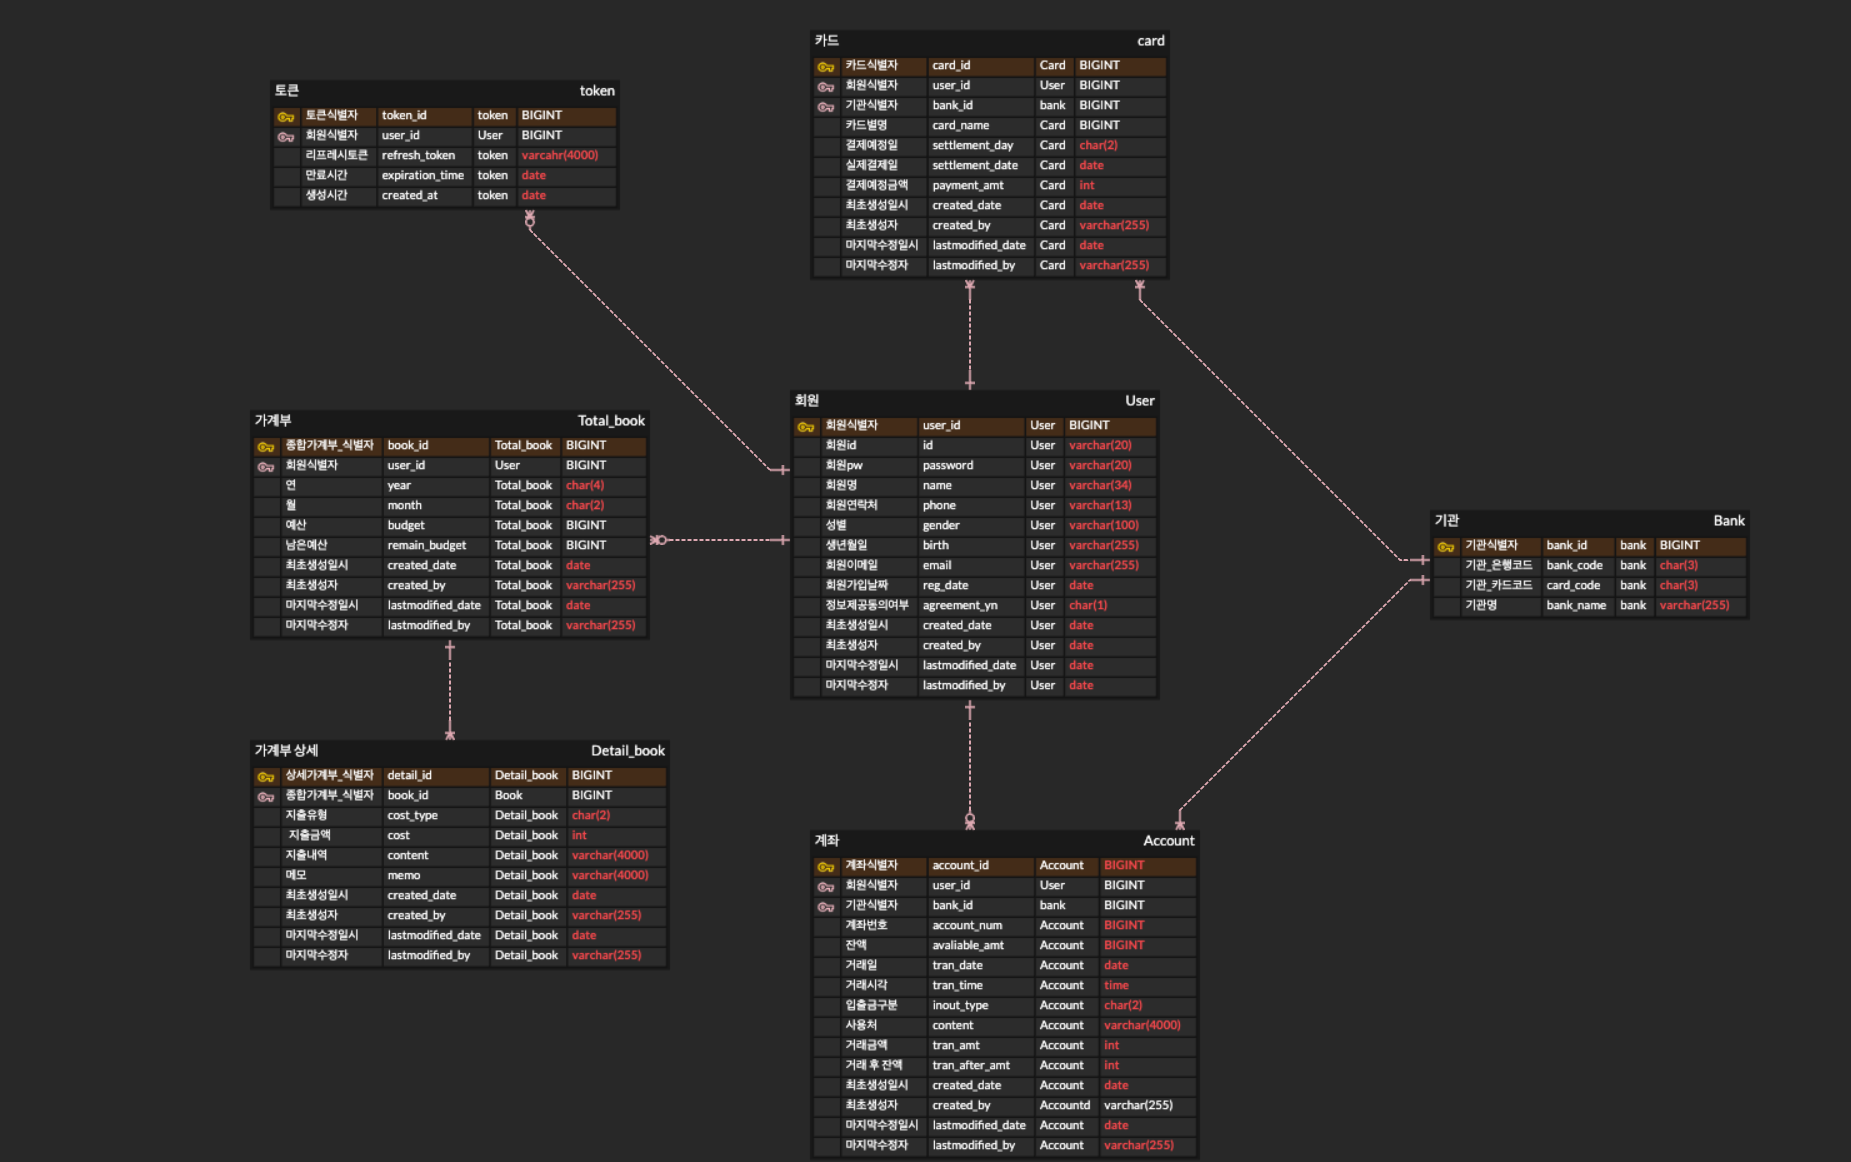 카드 card
카드식별자 card_id Card BIGINT
회원식별자 user_id User BIGINT
기관식별자 bank_id bank BIGINT
카드별명 card_name Card BIGINT
결제예정일 settlement_day Card char(2)
실제결제일 settlement_date Card date
결제예정금액 payment_amt Card int
최초생성일시 created_date Card date
최초생성자 created_by Card varchar(255)
마지막수정일시 lastmodified_date Card date
마지막수정자 lastmodified_by Card varchar(255)
토큰 token
토큰식별자 token_id token BIGINT
회원식별자 user_id User BIGINT
리프레시토큰 refresh_token token varcahr(4000)
만료시간 expiration_time token date
생성시간 created_at token date
가계부 Total_book
종합가계부_식별자 book_id Total_book BIGINT
회원식별자 user_id User BIGINT
연 year Total_book char(4)
월 month Total_book char(2)
예산 budget Total_book BIGINT
남은예산 remain_budget Total_book BIGINT
최초생성일시 created_date Total_book date
최초생성자 created_by Total_book varchar(255)
마지막수정일시 lastmodified_date Total_book date
마지막수정자 lastmodified_by Total_book varchar(255)
회원 User
회원식별자 user_id User BIGINT
회원id id User varchar(20)
회원pw password User varchar(20)
회원명 name User varchar(34)
회원연락처 phone User varchar(13)
성별 gender User varchar(100)
생년월일 birth User varchar(255)
회원이메일 email User varchar(255)
회원가입날짜 reg_date User date
정보제공동의여부 agreement_yn User char(1)
최초생성일시 created_date User date
최초생성자 created_by User date
마지막수정일시 lastmodified_date User date
마지막수정자 lastmodified_by User date
기관 Bank
기관식별자 bank_id bank BIGINT
기관_은행코드 bank_code bank char(3)
기관_카드코드 card_code bank char(3)
기관명 bank_name bank varchar(255)
가계부 상세 Detail_book
상세가계부_식별자 detail_id Detail_book BIGINT
종합가계부_식별자 book_id Book BIGINT
지출유형 cost_type Detail_book char(2)
지출금액 cost Detail_book int
지출내역 content Detail_book varchar(4000)
메모 memo Detail_book varchar(4000)
최초생성일시 created_date Detail_book date
최초생성자 created_by Detail_book varchar(255)
마지막수정일시 lastmodified_date Detail_book date
마지막수정자 lastmodified_by Detail_book varchar(255)
계좌 Account
계좌식별자 account_id Account BIGINT
회원식별자 user_id User BIGINT
기관식별자 bank_id bank BIGINT
계좌번호 account_num Account BIGINT
잔액 avaliable_amt Account BIGINT
거래일 tran_date Account date
거래시각 tran_time Account time
입출금구분 inout_type Account char(2)
사용처 content Account varchar(4000)
거래금액 tran_amt Account int
거래 후 잔액 tran_after_amt Account int
최초생성일시 created_date Account date
최초생성자 created_by Accountd varchar(255)
마지막수정일시 lastmodified_date Account date
마지막수정자 lastmodified_by Account varchar(255)